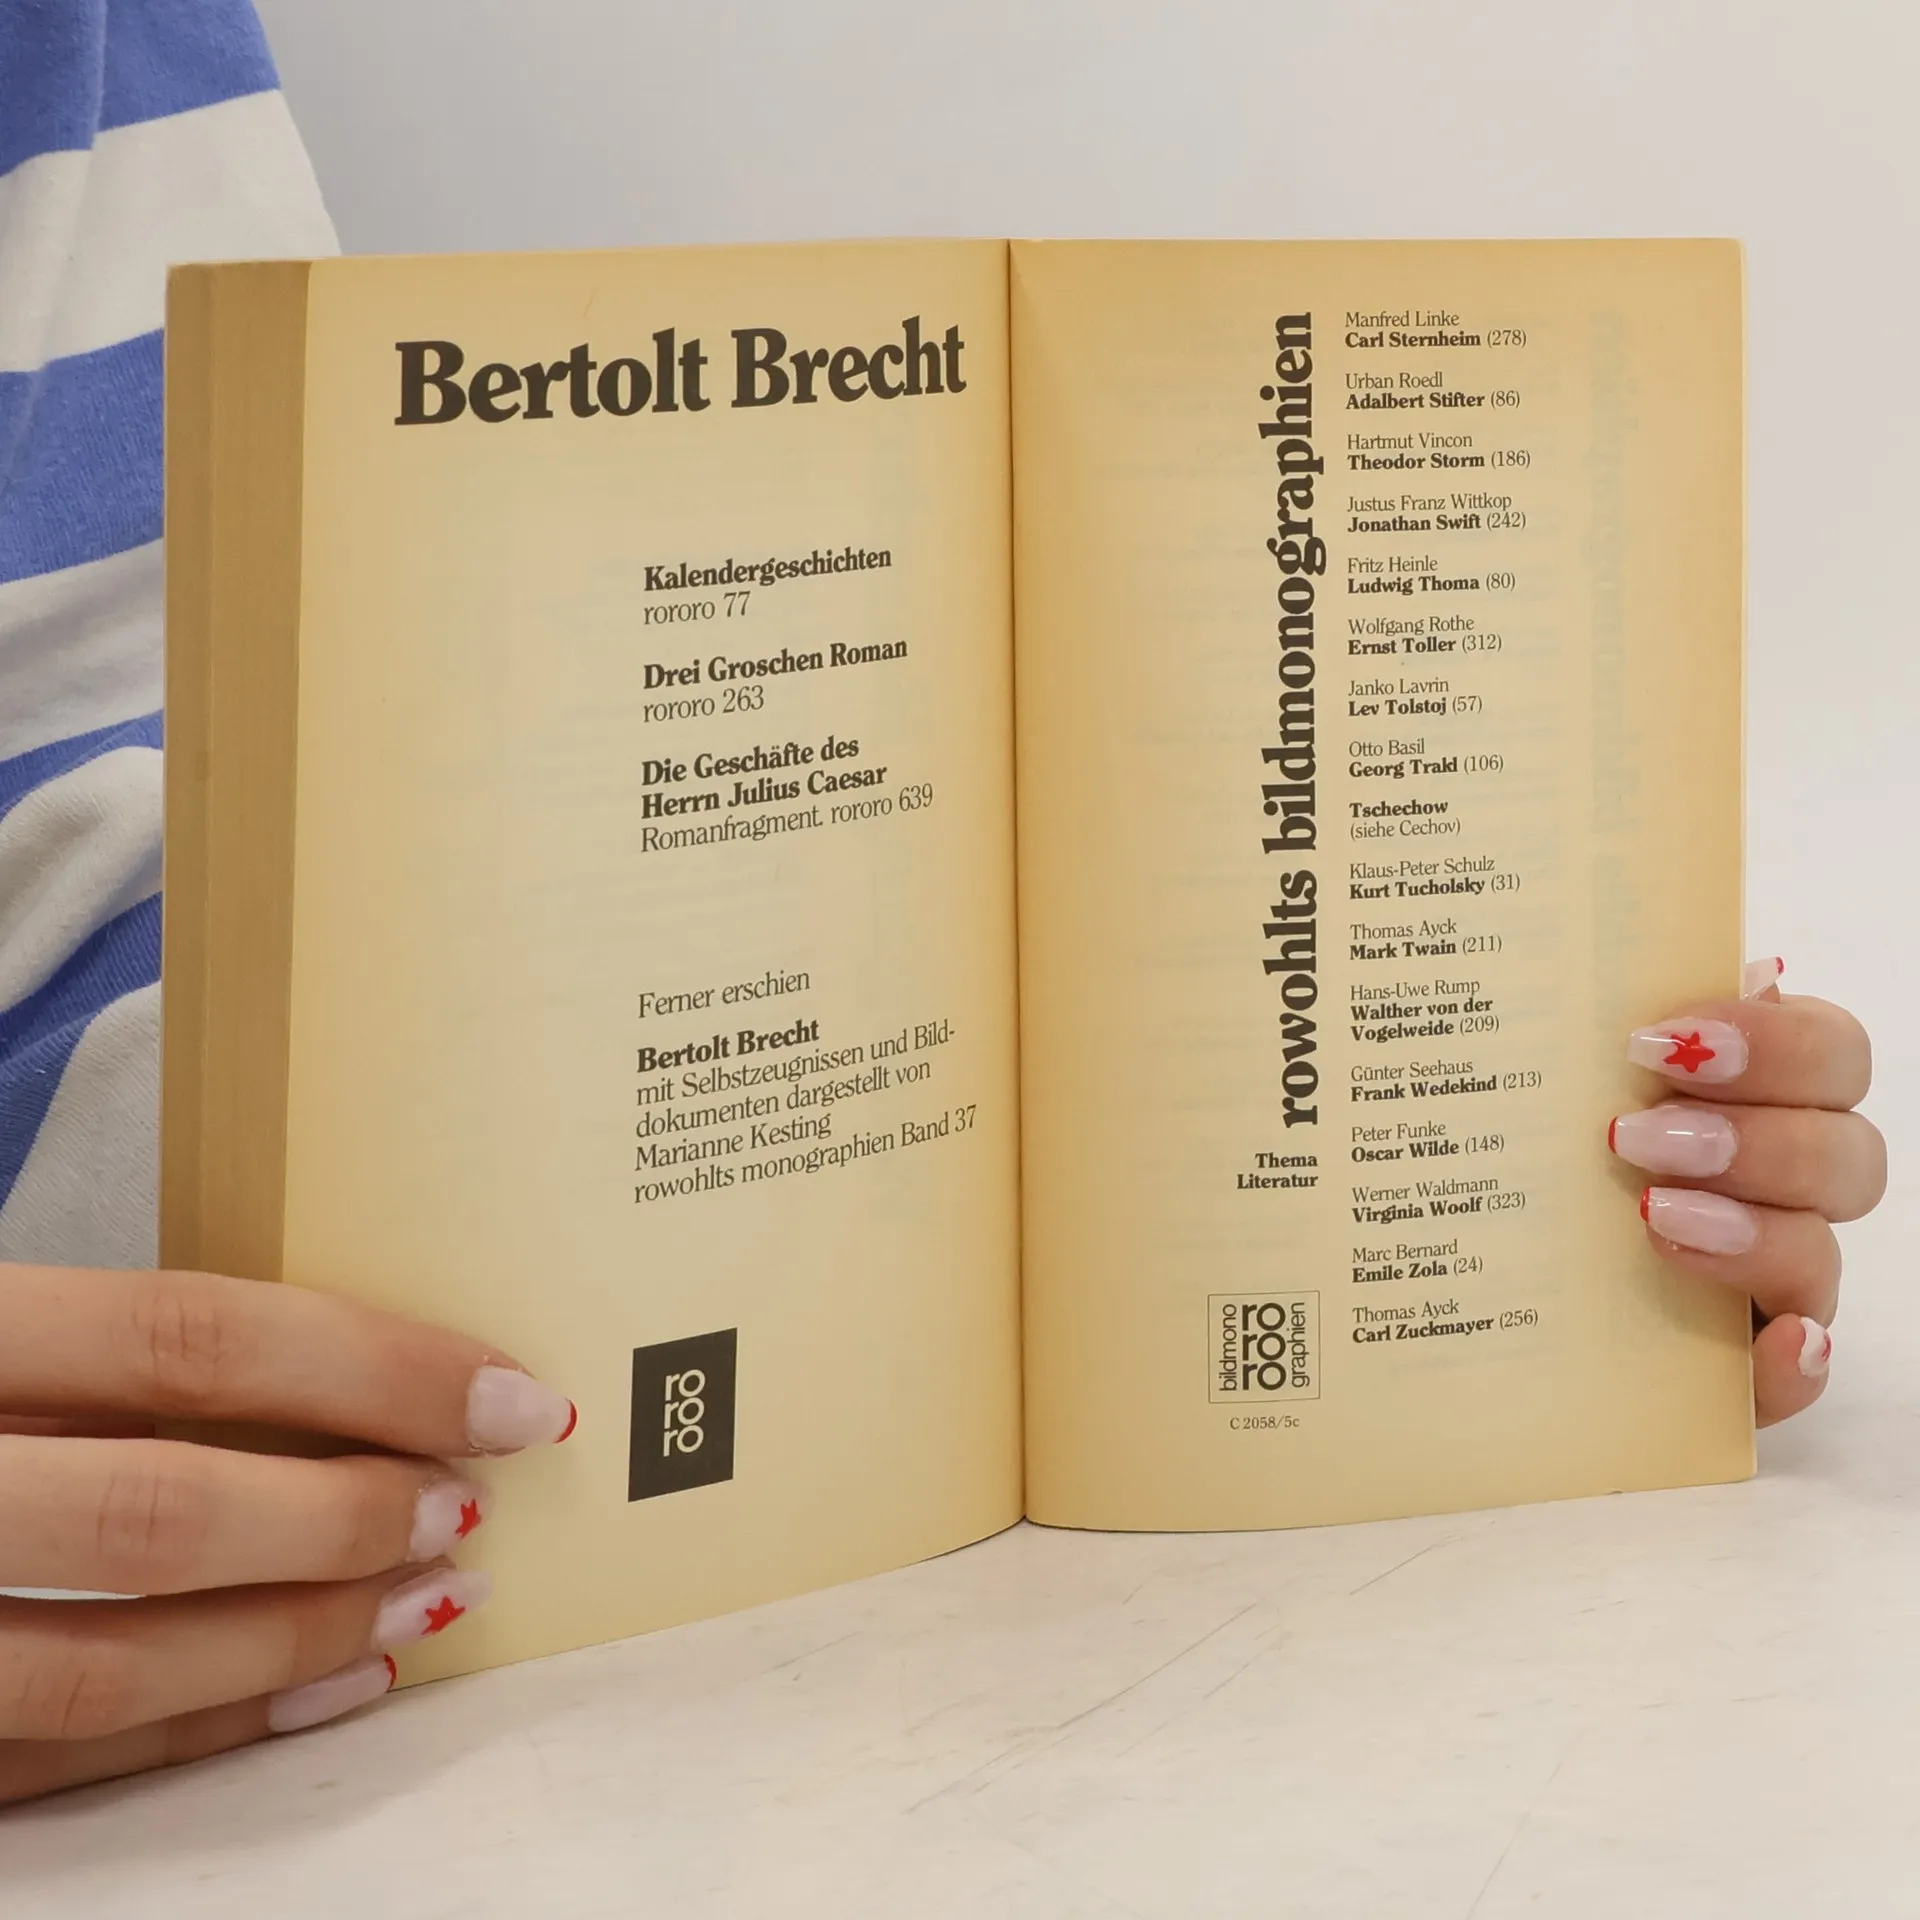 Bertolt Brecht
Kalendergeschichten
rororo 77
Drei Groschen Roman
rororo 263
Die Geschäfte des
Herrn Julius Caesar
Romanfragment. rororo 639
Ferner erschien
Bertolt Brecht
mit Selbstzeugnissen und Bild-
dokumenten dargestellt von
Marianne Kesting
rowohlts monographien Band 37
ro
ro
ro
rowohlts bildmonographien
Thema
Literatur
Manfred Linke
Carl Sternheim (278)
Urban Roedl
Adalbert Stifter (86)
Hartmut Vincon
Theodor Storm (186)
Justus Franz Wittkop
Jonathan Swift (242)
Fritz Heinle
Ludwig Thoma (80)
Wolfgang Rothe
Ernst Toller (312)
Janko Lavrin
Lev Tolstoj (57)
Otto Basil
Georg Trakl (106)
Tschechow
(siehe Cechov)
Klaus-Peter Schulz
Kurt Tucholsky (31)
Thomas Ayck
Mark Twain (211)
Hans-Uwe Rump
Walther von der
Vogelweide (209)
Günter Seehaus
Frank Wedekind (213)
Peter Funke
Oscar Wilde (148)
Werner Waldmann
Virginia Woolf (323)
Marc Bernard
Emile Zola (24)
Thomas Ayck
Carl Zuckmayer (256)
bildmono
ro
ro
ro
graphien
C 2058/5c